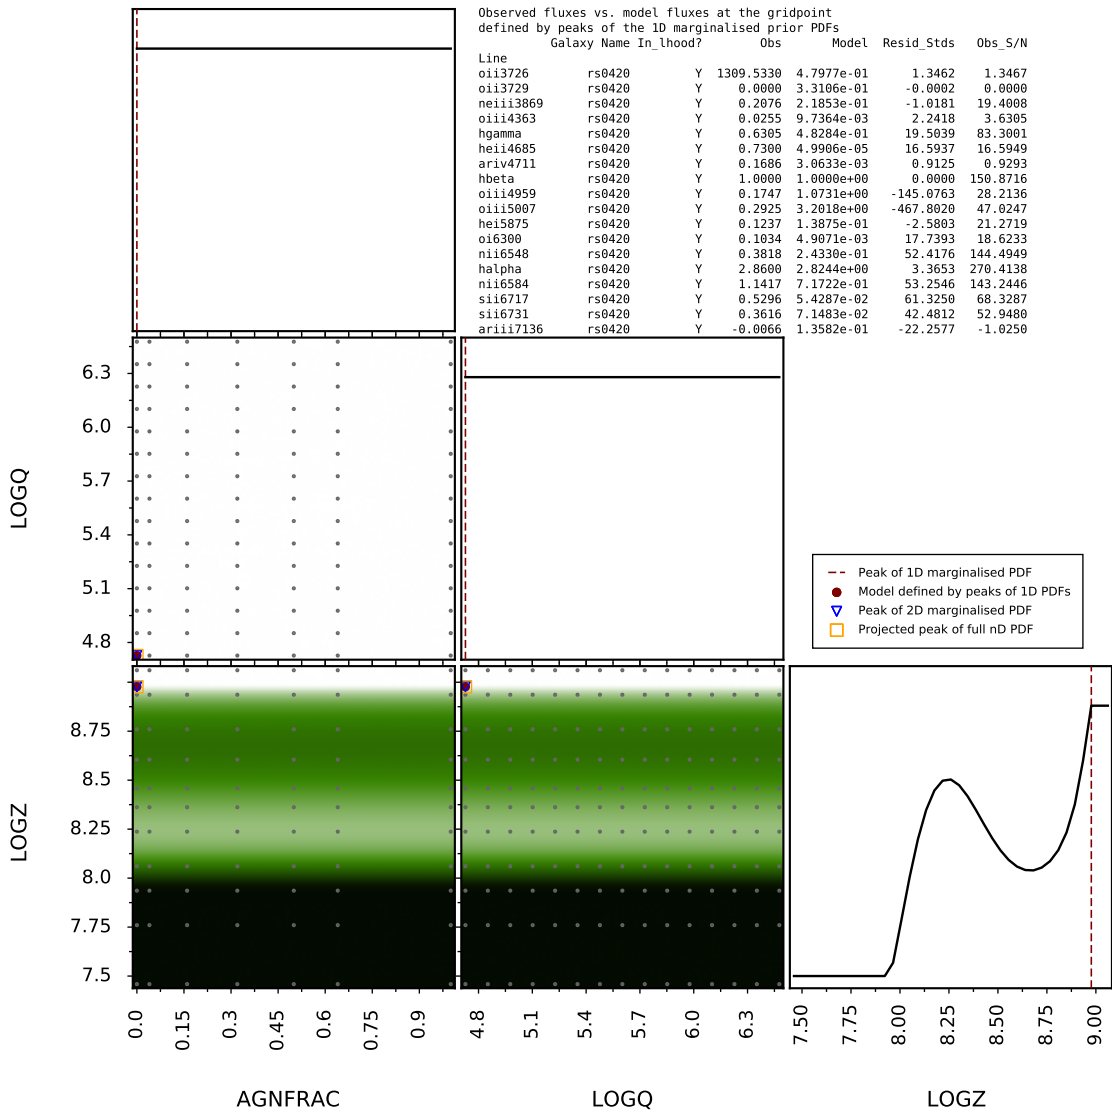 Observed fluxes vs. model fluxes at the gridpoint
defined by peaks of the 1D marginalised prior PDFs
Galaxy Name In_lhood? Obs Model Resid_Stds Obs_S/N
Line
oii3726 rs0420 Y 1309.5330 4.7977e-01 1.3462 1.3467
oii3729 rs0420 Y 0.0000 3.3106e-01 -0.0002 0.0000
neiii3869 rs0420 Y 0.2076 2.1853e-01 -1.0181 19.4008
oiii4363 rs0420 Y 0.0255 9.7364e-03 2.2418 3.6305
hgamma rs0420 Y 0.6305 4.8284e-01 19.5039 83.3001
heii4685 rs0420 Y 0.7300 4.9906e-05 16.5937 16.5949
ariv4711 rs0420 Y 0.1686 3.0633e-03 0.9125 0.9293
hbeta rs0420 Y 1.0000 1.0000e+00 0.0000 150.8716
oiii4959 rs0420 Y 0.1747 1.0731e+00 -145.0763 28.2136
oiii5007 rs0420 Y 0.2925 3.2018e+00 -467.8020 47.0247
hei5875 rs0420 Y 0.1237 1.3875e-01 -2.5803 21.2719
oi6300 rs0420 Y 0.1034 4.9071e-03 17.7393 18.6233
nii6548 rs0420 Y 0.3818 2.4330e-01 52.4176 144.4949
halpha rs0420 Y 2.8600 2.8244e+00 3.3653 270.4138
nii6584 rs0420 Y 1.1417 7.1722e-01 53.2546 143.2446
sii6717 rs0420 Y 0.5296 5.4287e-02 61.3250 68.3287
sii6731 rs0420 Y 0.3616 7.1483e-02 42.4812 52.9480
ariii7136 rs0420 Y -0.0066 1.3582e-01 -22.2577 -1.0250
LOGQ
6.3
6.0
5.7
5.4
5.1
4.8
Peak of 1D marginalised PDF
Model defined by peaks of 1D PDFs
Peak of 2D marginalised PDF
Projected peak of full nD PDF
LOGZ
8.75
8.5
8.25
8.0
7.75
7.5
0.0 0.15 0.3 0.45 0.6 0.75 0.9
4.8 5.1 5.4 5.7 6.0 6.3
7.50 7.75 8.00 8.25 8.50 8.75 9.00
AGNFRAC LOGQ LOGZ